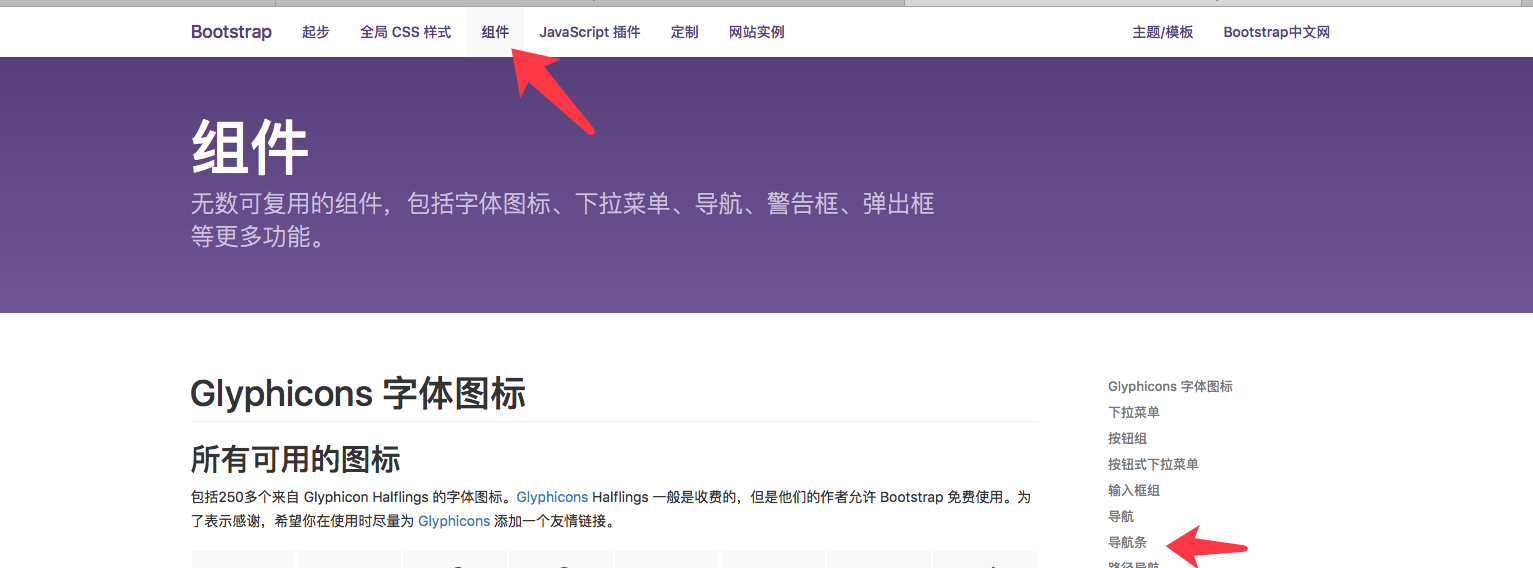 Bootstrap 起步 全局 CSS 样式 组件 JavaScript 插件 定制 网站实例 主题/模板 Bootstrap中文网
组件
无数可复用的组件，包括字体图标、下拉菜单、导航、警告框、弹出框
等更多功能。
Glyphicons 字体图标
所有可用的图标
包括250多个来自 Glyphicon Halflings 的字体图标。Glyphicons Halflings 一般是收费的，但是他们的作者允许 Bootstrap 免费使用。为
了表示感谢，希望你在使用时尽量为 Glyphicons 添加一个友情链接。
Glyphicons 字体图标
下拉菜单
按钮组
按钮式下拉菜单
输入框组
导航
导航条
路径导航